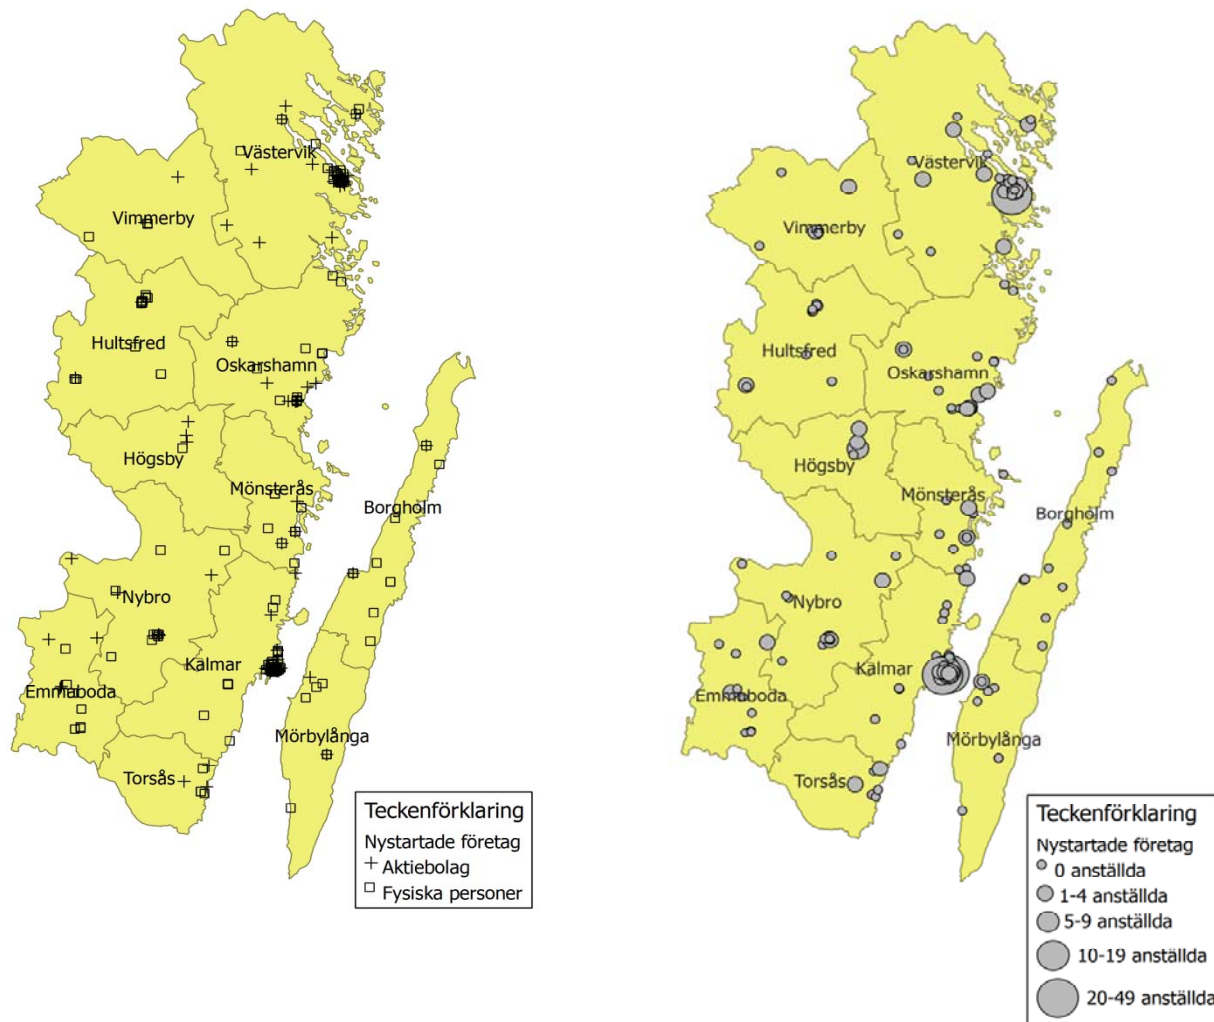 Västervik
Vimmerby
Hultsfred
Oskarshamn
Högsby
Mönsterås
Borgholm
Nybro
Kalmar
Emmaboda
Mörbylånga
Torsås
Teckenförklaring
Nystartade företag
Aktiebolag
Fysiska personer
Västervik
Vimmerby
Hultsfred
Oskarshamn
Högsby
Mönsterås
Borgholm
Nybro
Kalmar
Emmaboda
Mörbylånga
Torsås
Teckenförklaring
Nystartade företag
0 anställda
1-4 anställda
5-9 anställda
10-19 anställda
20-49 anställda